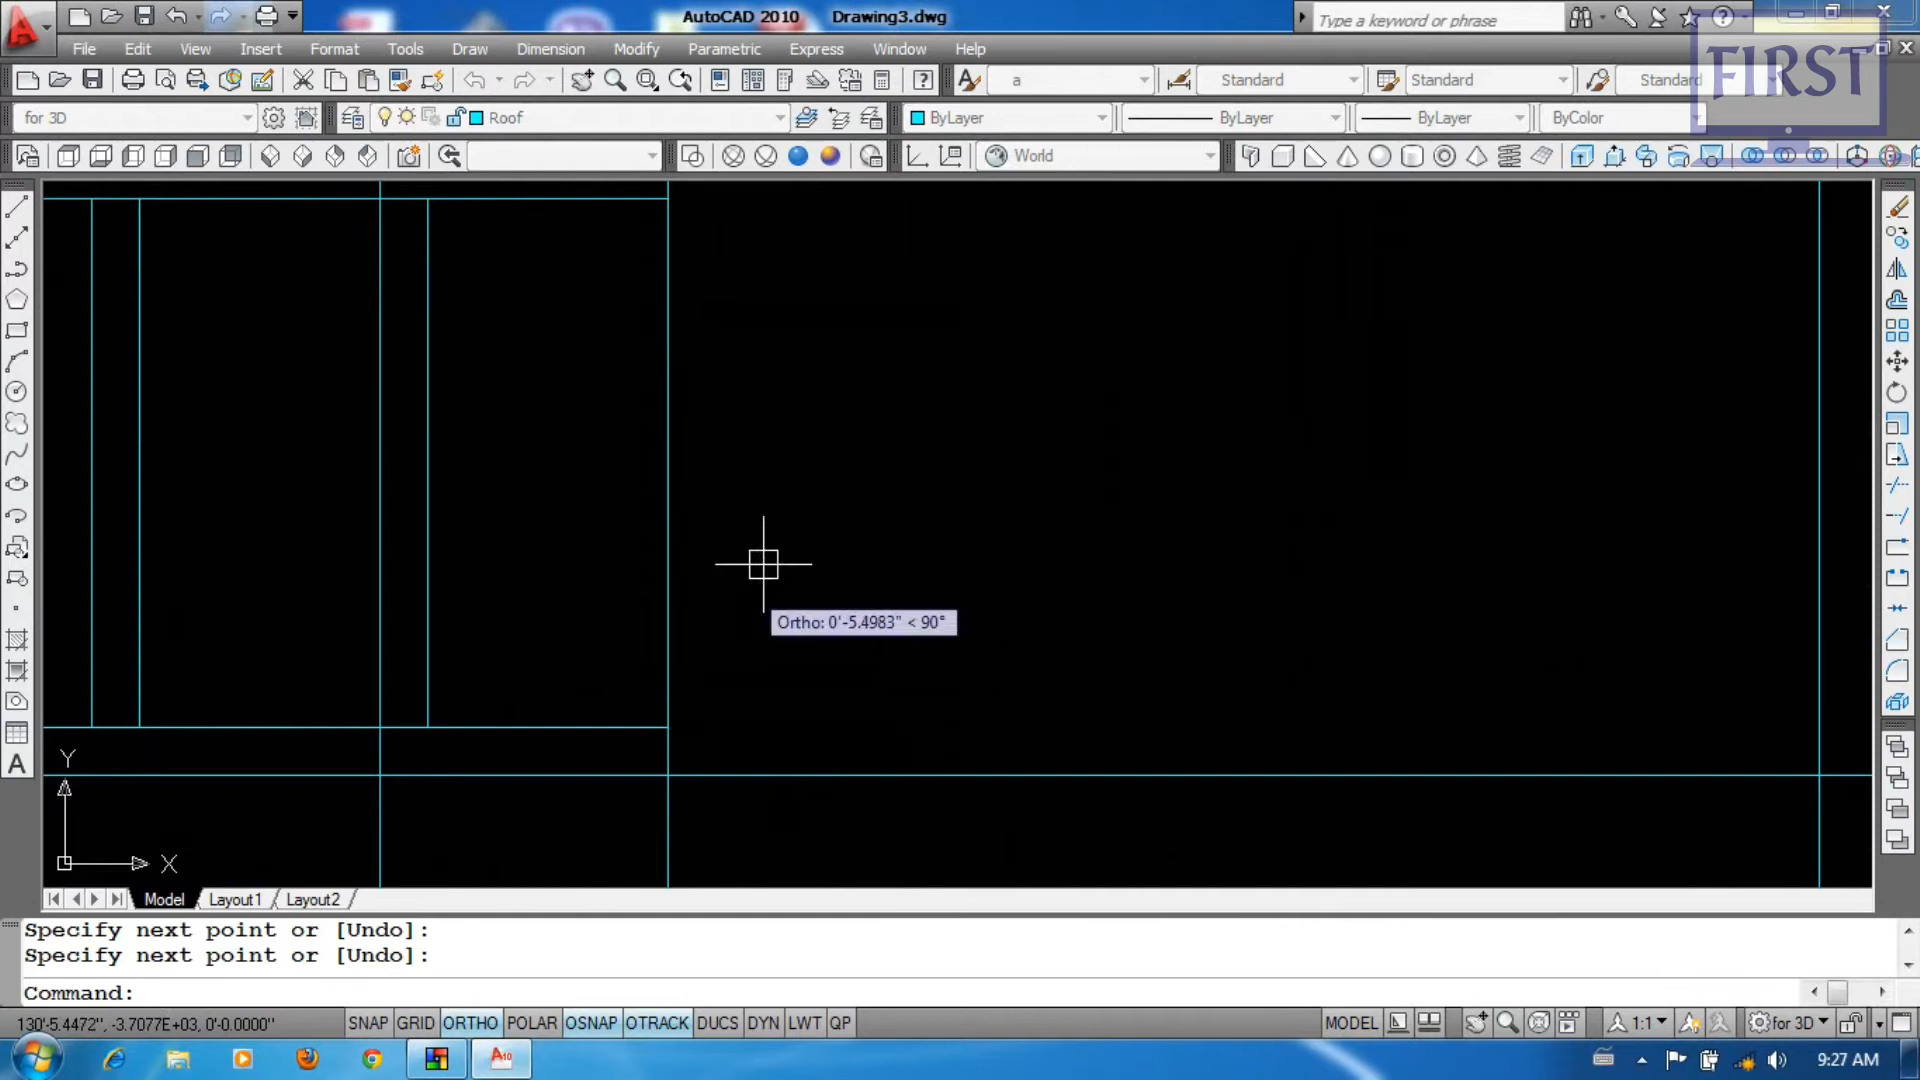 AutoCAD 2010 Drawing3.dwg
Type a keyword or phrase
File Edit View Insert Format Tools Draw Dimension Modify Parametric Express Window Help
a Standard Standard Standard
FIRST
for 3D Roof ByLayer ByLayer ByLayer ByColor
World
Ortho: 0'-5.4983" < 90°
Y
X
Model Layout1 Layout2
Specify next point or [Undo]:
Specify next point or [Undo]:
Command:
130'-5.4472", -3.7077E+03, 0'-0.0000" SNAP GRID ORTHO POLAR OSNAP OTRACK DUCS DYN LWT QP MODEL 1:1 for 3D
9:27 AM